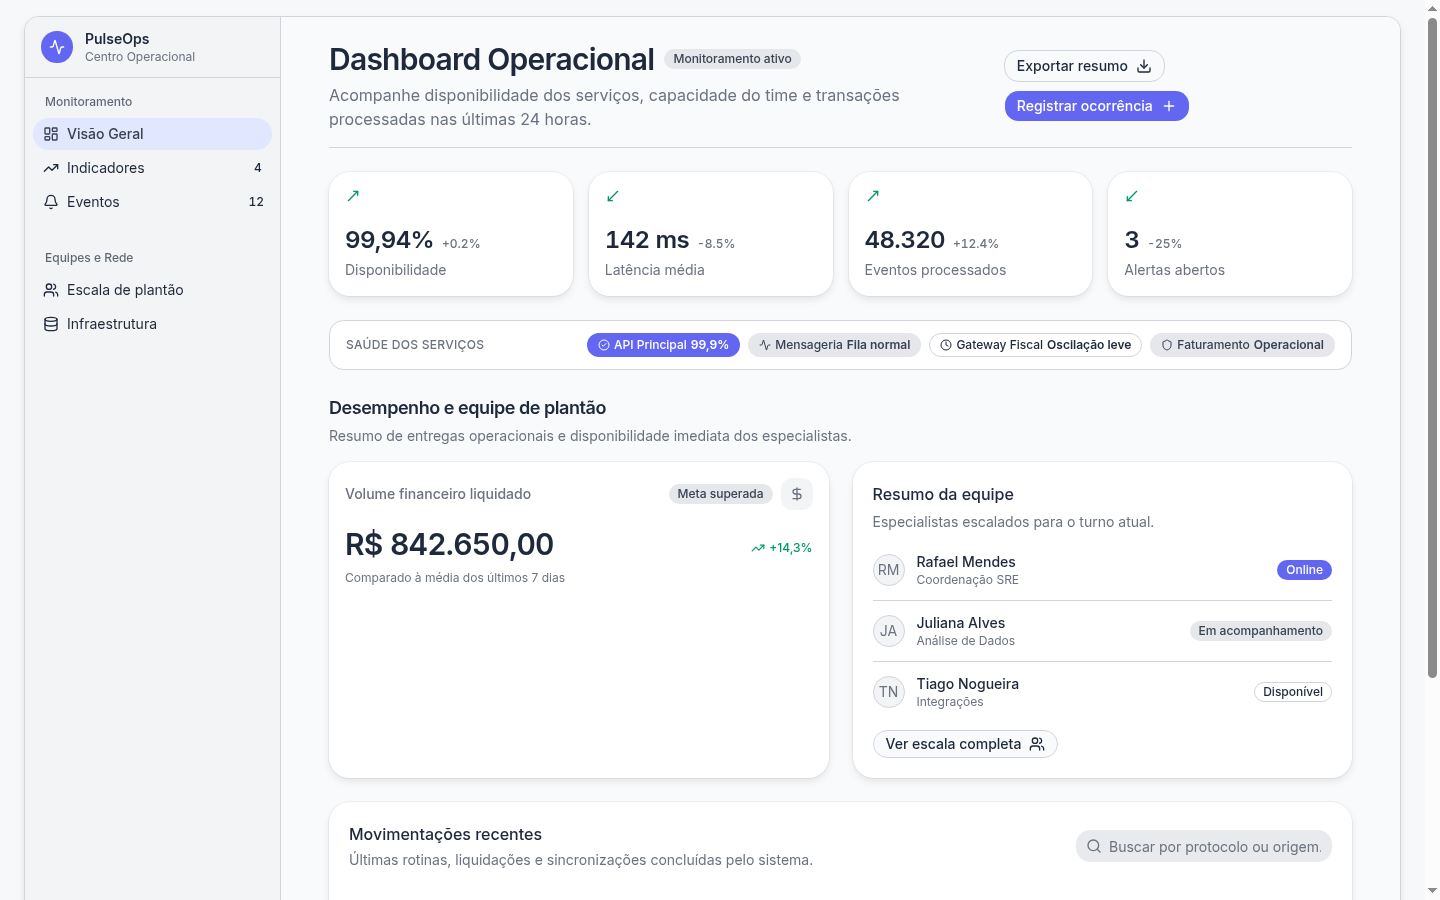 PulseOps
Centro Operacional
Monitoramento
Visão Geral
Indicadores 4
Eventos 12
Equipes e Rede
Escala de plantão
Infraestrutura
Dashboard Operacional Monitoramento ativo
Acompanhe disponibilidade dos serviços, capacidade do time e transações
processadas nas últimas 24 horas.
Exportar resumo
Registrar ocorrência
99,94% +0.2%
Disponibilidade
142 ms -8.5%
Latência média
48.320 +12.4%
Eventos processados
3 -25%
Alertas abertos
SAÚDE DOS SERVIÇOS
API Principal 99,9%
Mensageria Fila normal
Gateway Fiscal Oscilação leve
Faturamento Operacional
Desempenho e equipe de plantão
Resumo de entregas operacionais e disponibilidade imediata dos especialistas.
Volume financeiro liquidado Meta superada
R$ 842.650,00 +14,3%
Comparado à média dos últimos 7 dias
Resumo da equipe
Especialistas escalados para o turno atual.
RM Rafael Mendes Online
Coordenação SRE
JA Juliana Alves Em acompanhamento
Análise de Dados
TN Tiago Nogueira Disponível
Integrações
Ver escala completa
Movimentações recentes
Últimas rotinas, liquidações e sincronizações concluídas pelo sistema.
Buscar por protocolo ou origem.